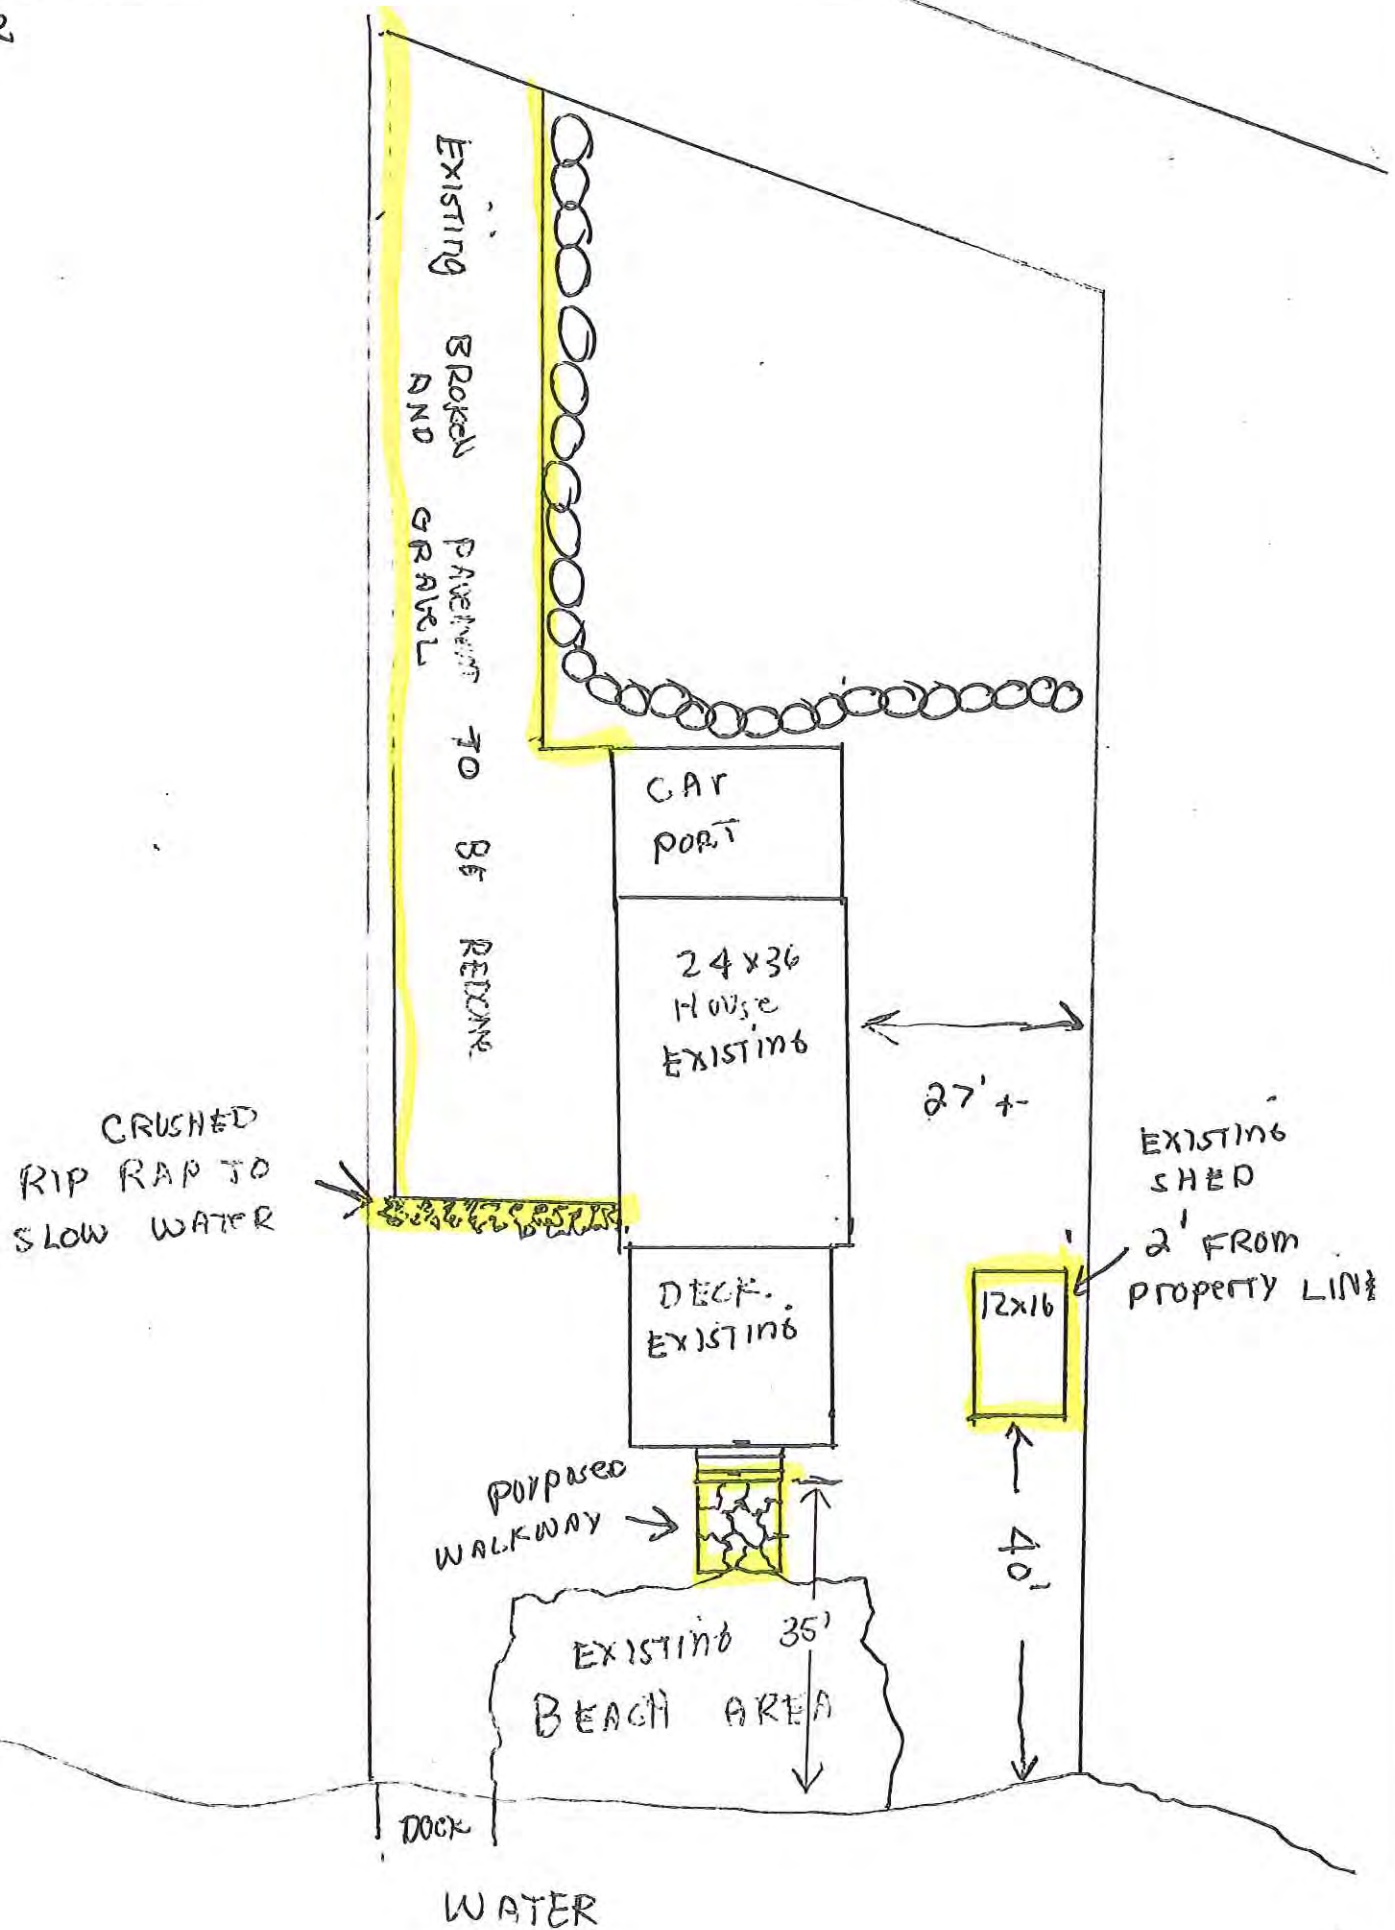 EXISTING BROKEN PAVEMENT TO BE REDONE
AND GRAVEL
CAr
PORT
24x36
House
EXISTING
27' +-
CRUSHED
RIP RAP TO
SLOW WATER
EXISTING
SHED
2' FROM
PropertY LINE
12x16
DECK.
EXISTING
PurposeD
WALKWAY
40'
EXISTING 35'
BEACH AREA
DOCK
WATER